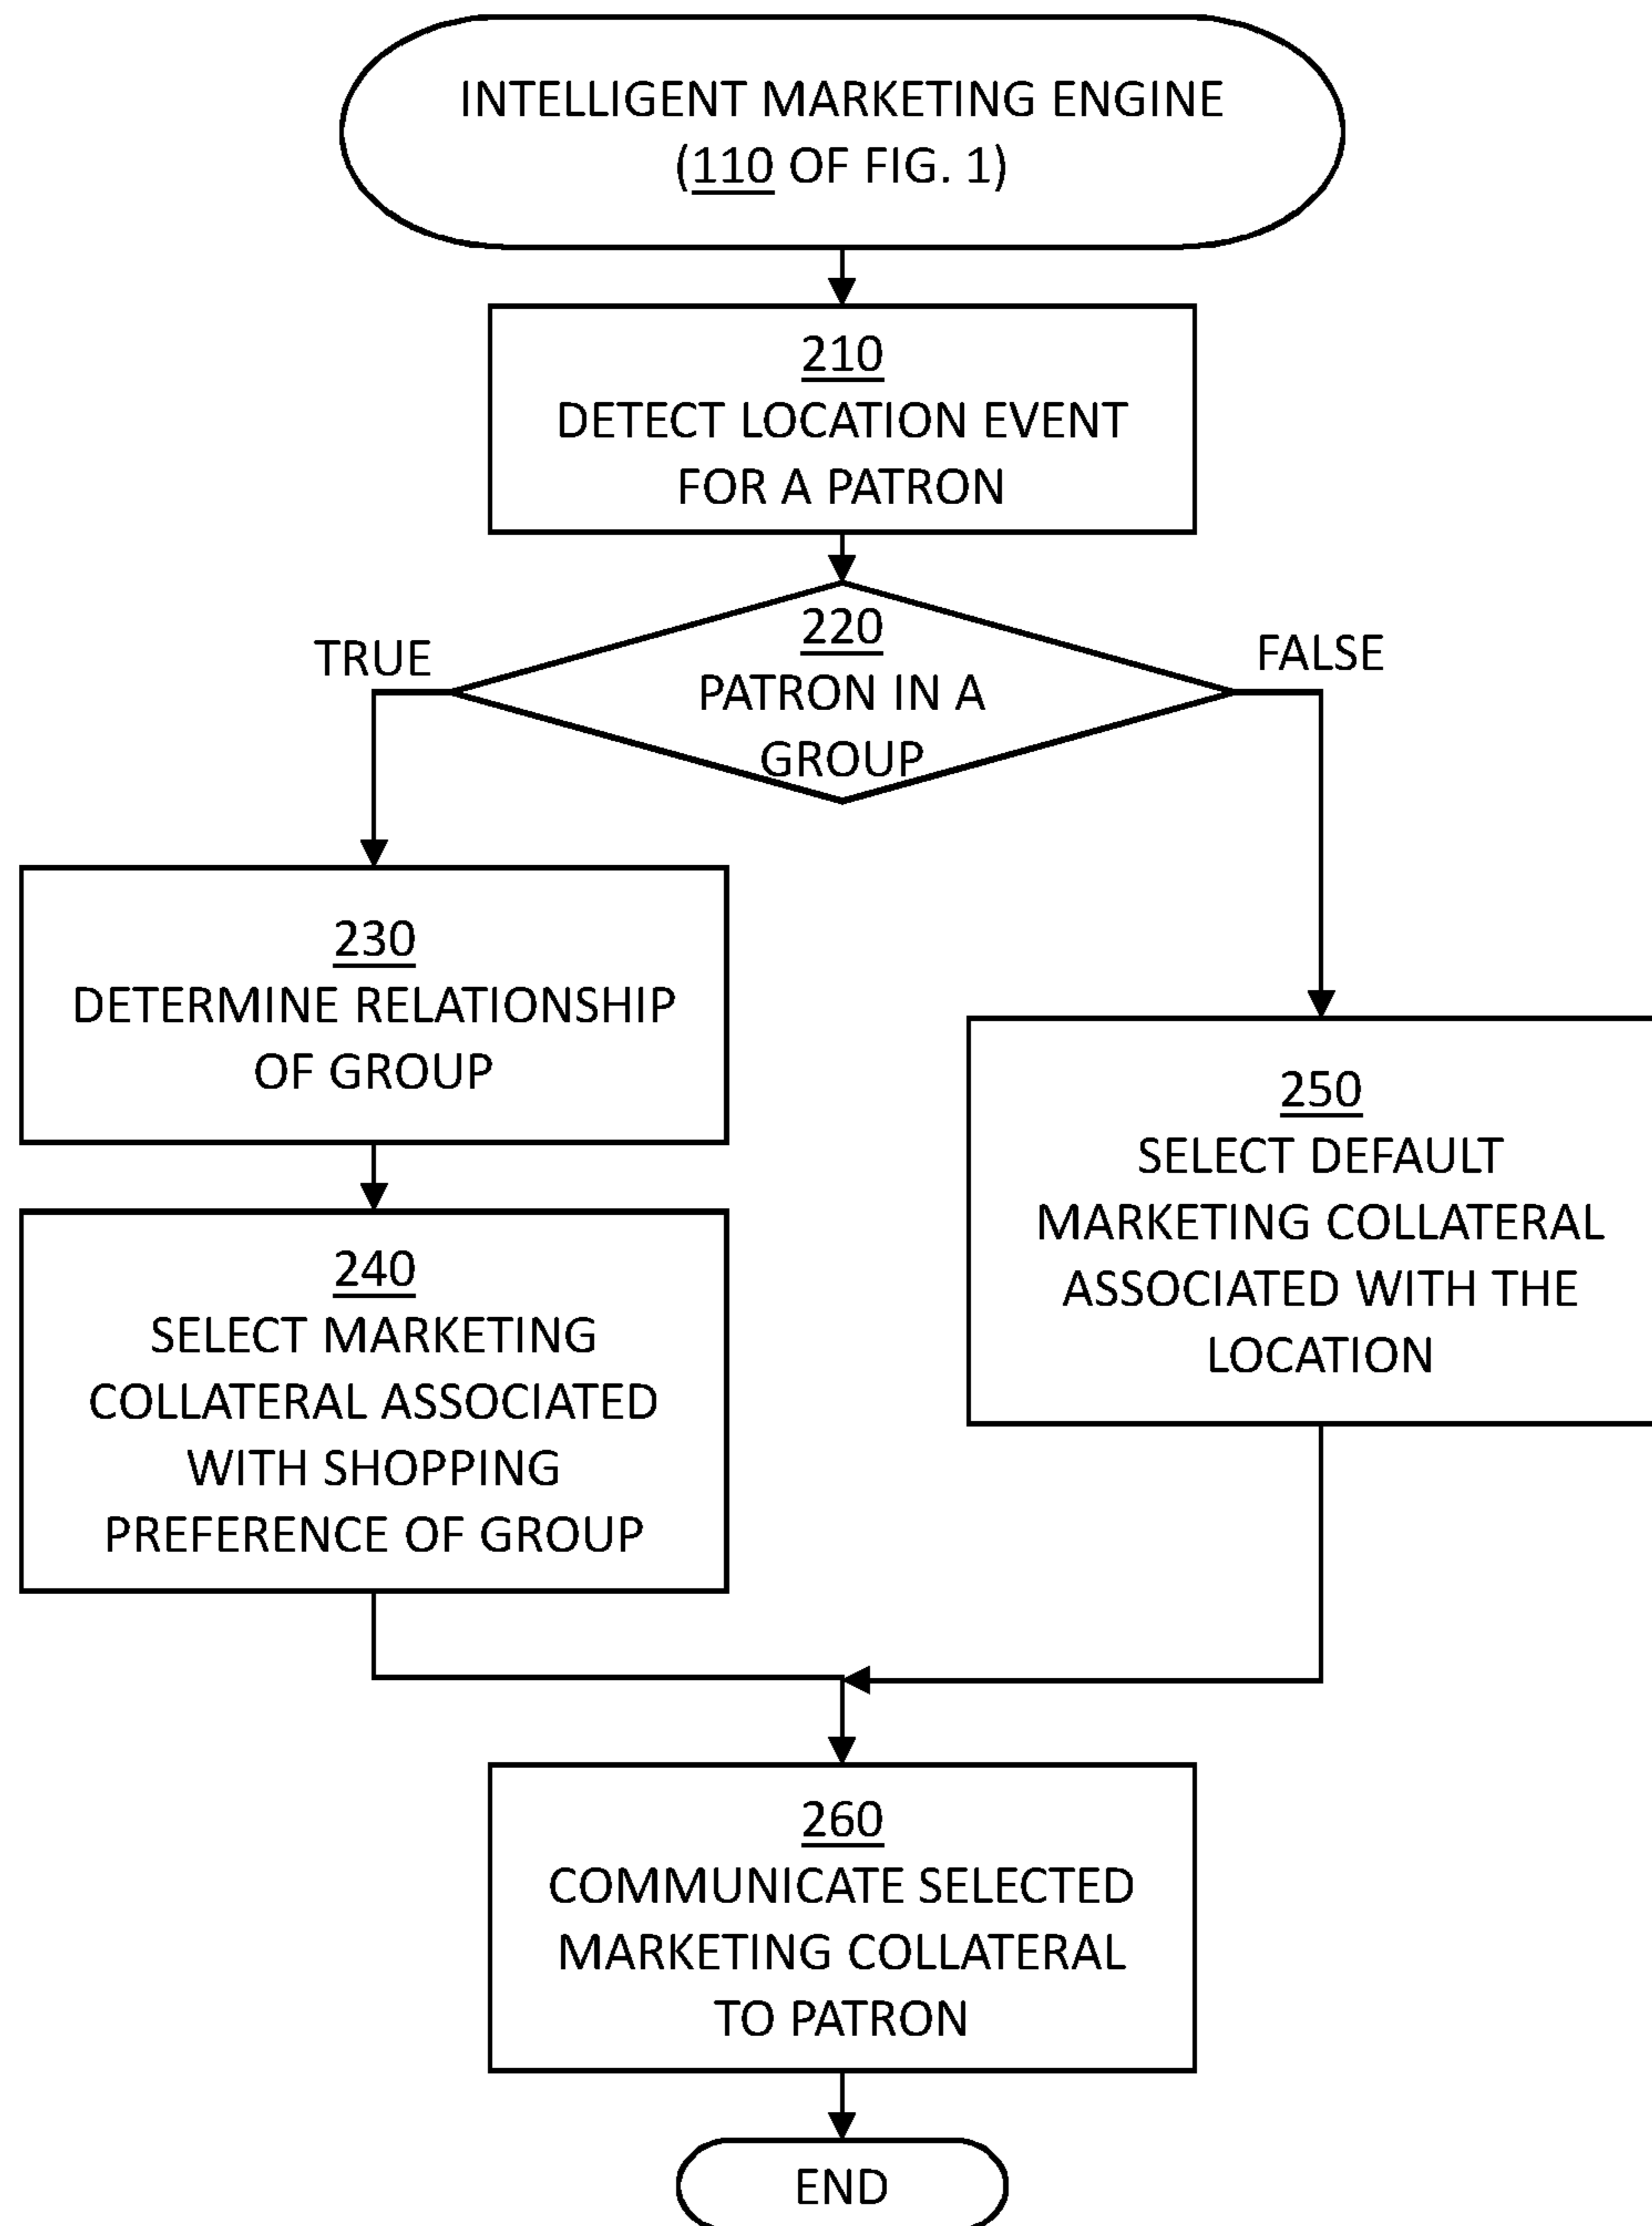 INTELLIGENT MARKETING ENGINE
(110 OF FIG. 1)
210
DETECT LOCATION EVENT
FOR A PATRON
220
PATRON IN A
GROUP
TRUE
FALSE
230
DETERMINE RELATIONSHIP
OF GROUP
240
SELECT MARKETING
COLLATERAL ASSOCIATED
WITH SHOPPING
PREFERENCE OF GROUP
250
SELECT DEFAULT
MARKETING COLLATERAL
ASSOCIATED WITH THE
LOCATION
260
COMMUNICATE SELECTED
MARKETING COLLATERAL
TO PATRON
END